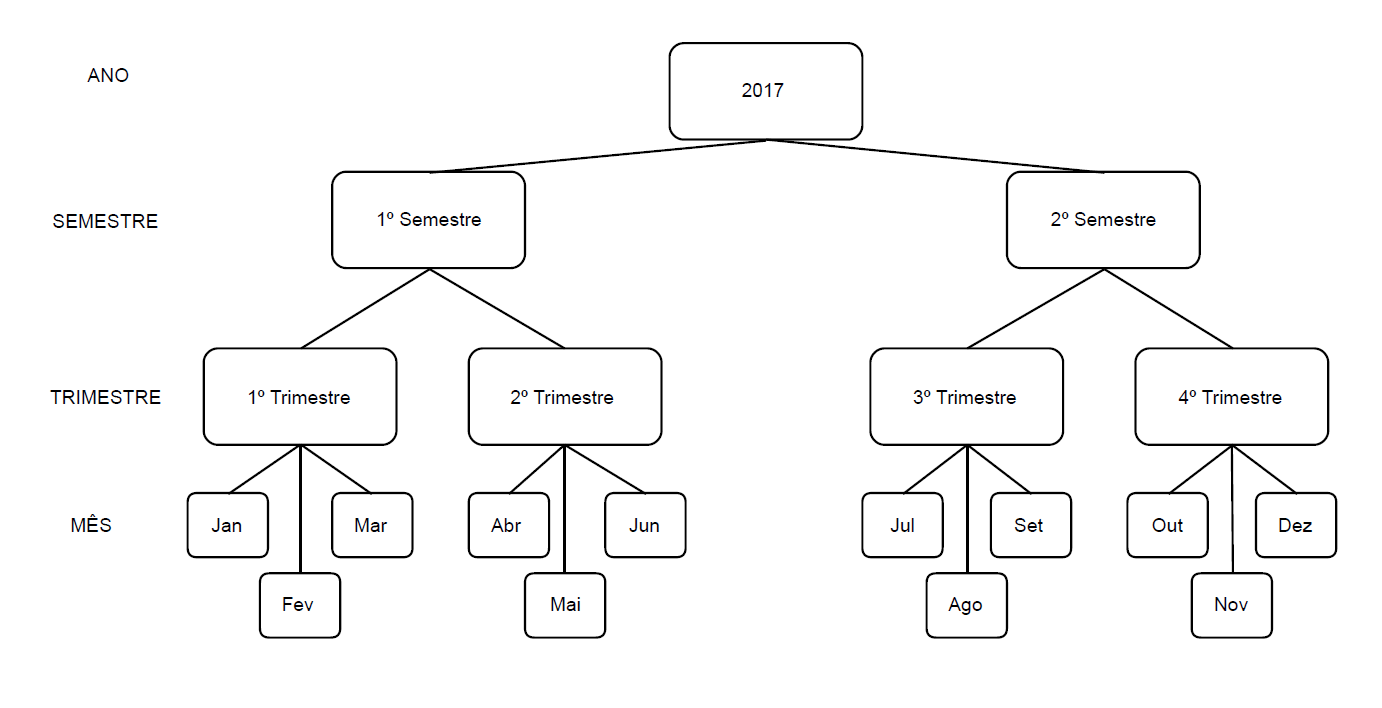 ANO
2017
SEMESTRE
1º Semestre
2º Semestre
TRIMESTRE
1º Trimestre
2º Trimestre
3º Trimestre
4º Trimestre
MÊS
Jan
Mar
Abr
Jun
Jul
Set
Out
Dez
Fev
Mai
Ago
Nov